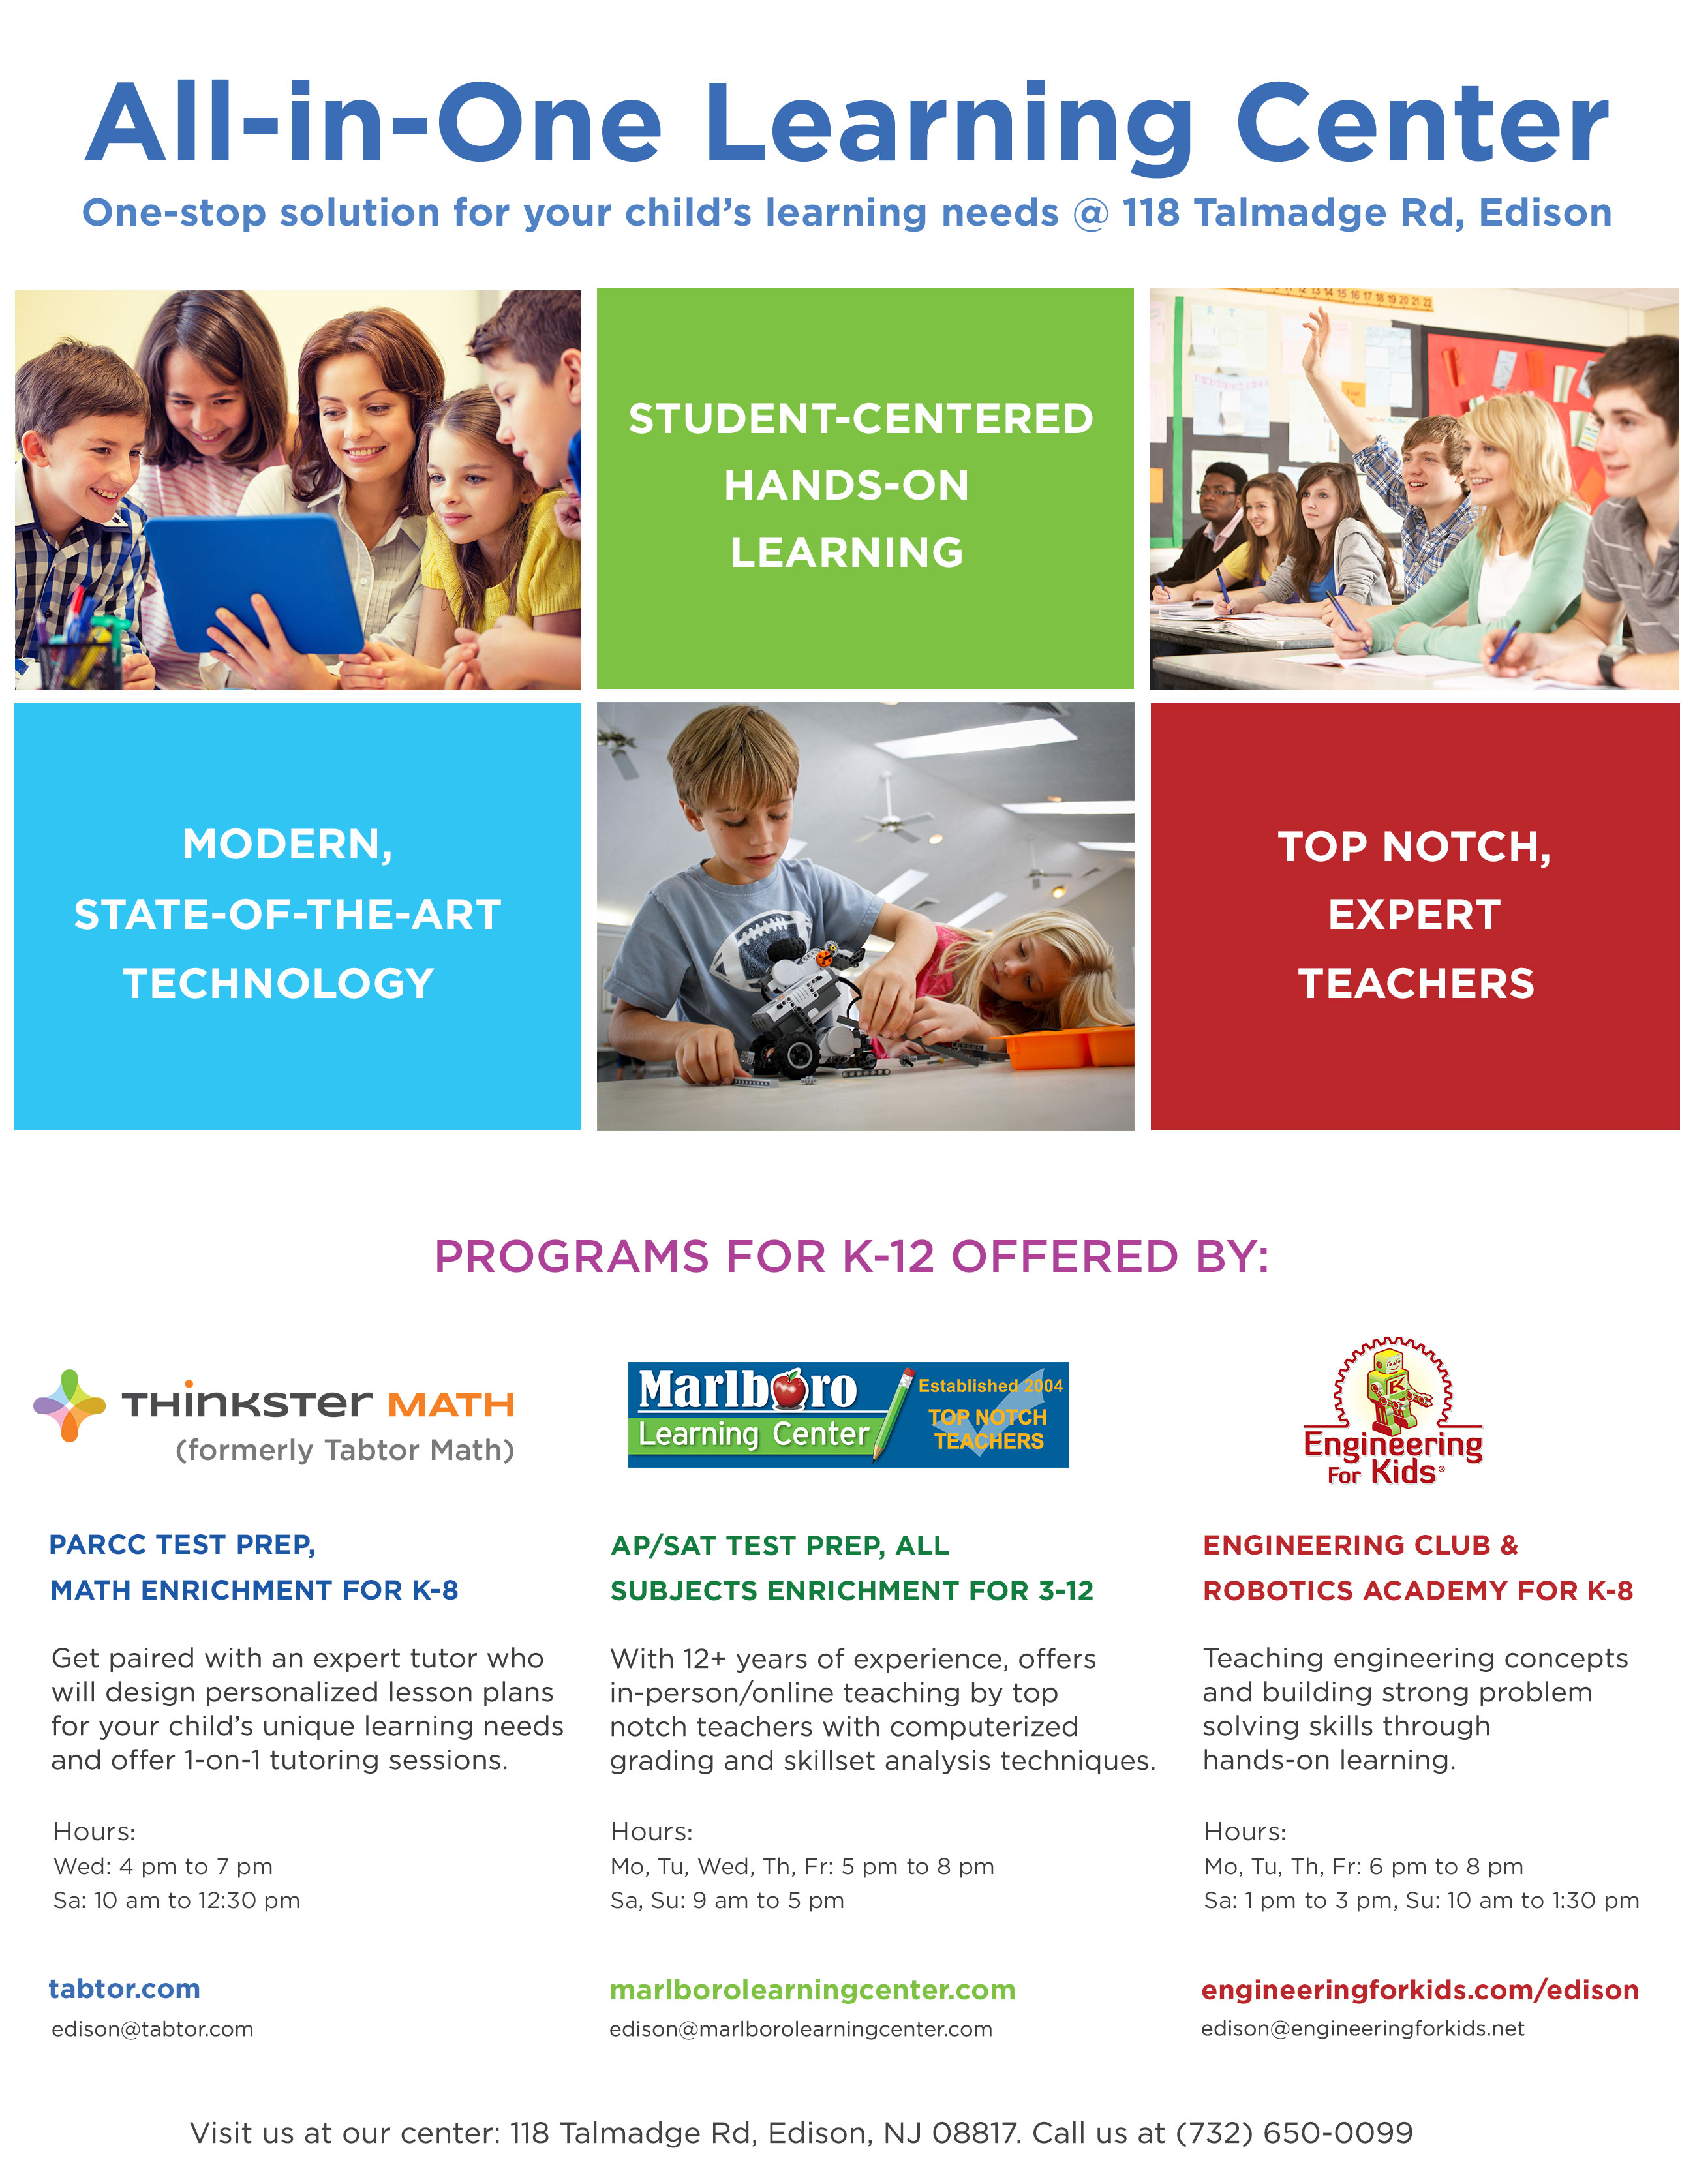 All-in-One Learning Center
One-stop solution for your child's learning needs @ 118 Talmadge Rd, Edison
12 13 14 15 16 17 18 19 20 21 22
STUDENT-CENTERED
HANDS-ON
LEARNING
MODERN,
STATE-OF-THE-ART
TECHNOLOGY
TOP NOTCH,
EXPERT
TEACHERS
PROGRAMS FOR K-12 OFFERED BY:
THINKSTER MATH
(formerly Tabtor Math)
PARCC TEST PREP,
MATH ENRICHMENT FOR K-8
Get paired with an expert tutor who
will design personalized lesson plans
for your child's unique learning needs
and offer 1-on-1 tutoring sessions.
Hours:
Wed: 4 pm to 7 pm
Sa: 10 am to 12:30 pm
tabtor.com
edison@tabtor.com
Marlboro
Learning Center
Established 2004
TOP NOTCH
TEACHERS
AP/SAT TEST PREP, ALL
SUBJECTS ENRICHMENT FOR 3-12
With 12+ years of experience, offers
in-person/online teaching by top
notch teachers with computerized
grading and skillset analysis techniques.
Hours:
Mo, Tu, Wed, Th, Fr: 5 pm to 8 pm
Sa, Su: 9 am to 5 pm
marlborolearningcenter.com
edison@marlborolearningcenter.com
K
Engineering
For Kids®
ENGINEERING CLUB &
ROBOTICS ACADEMY FOR K-8
Teaching engineering concepts
and building strong problem
solving skills through
hands-on learning.
Hours:
Mo, Tu, Th, Fr: 6 pm to 8 pm
Sa: 1 pm to 3 pm, Su: 10 am to 1:30 pm
engineeringforkids.com/edison
edison@engineeringforkids.net
Visit us at our center: 118 Talmadge Rd, Edison, NJ 08817. Call us at (732) 650-0099